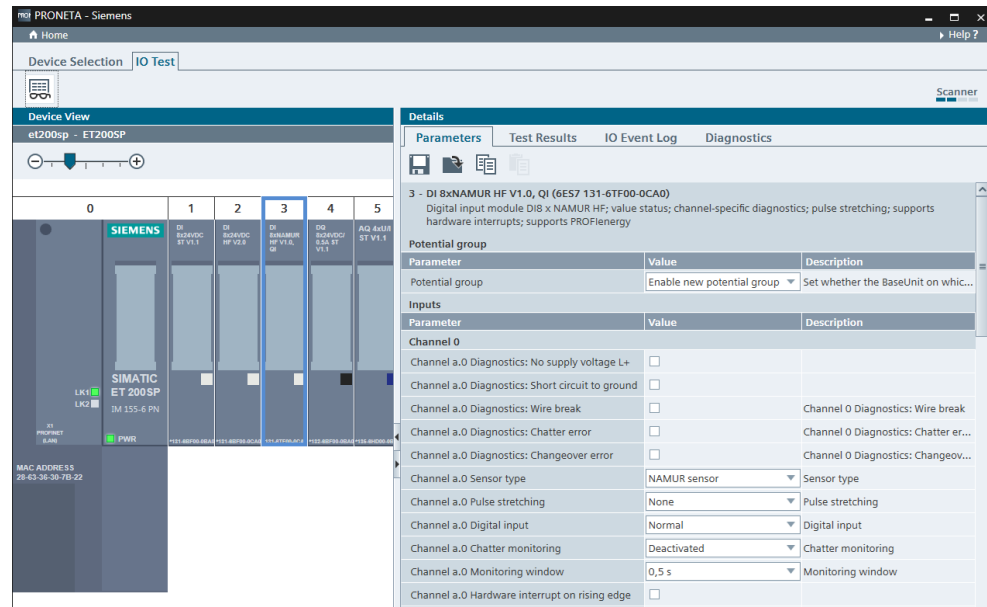 PRONETA - Siemens
Home
Help ?
Device Selection
IO Test
Scanner
Device View
et200sp - ET200SP
0
1
2
3
4
5
SIEMENS
DI
8x24VDC
ST V1.1
DI
8x24VDC
HF V2.0
DI
8xNAMUR
HF V1.0,
QI
DQ
8x24VDC/
0.5A ST
V1.1
AQ 4xU/I
ST V1.1
SIMATIC
ET 200SP
IM 155-6 PN
LK1
LK2
X1
PROFINET
(LAN)
PWR
MAC ADDRESS
28-63-36-30-7B-22
Details
Parameters
Test Results
IO Event Log
Diagnostics
3 - DI 8xNAMUR HF V1.0, QI (6ES7 131-6TF00-0CA0)
Digital input module DI8 x NAMUR HF; value status; channel-specific diagnostics; pulse stretching; supports
hardware interrupts; supports PROFIenergy
Potential group
Parameter Value Description
Potential group Enable new potential group Set whether the BaseUnit on whic...
Inputs
Parameter Value Description
Channel 0
Channel a.0 Diagnostics: No supply voltage L+
Channel a.0 Diagnostics: Short circuit to ground
Channel a.0 Diagnostics: Wire break Channel 0 Diagnostics: Wire break
Channel a.0 Diagnostics: Chatter error Channel 0 Diagnostics: Chatter er...
Channel a.0 Diagnostics: Changeover error Channel 0 Diagnostics: Changeov...
Channel a.0 Sensor type NAMUR sensor Sensor type
Channel a.0 Pulse stretching None Pulse stretching
Channel a.0 Digital input Normal Digital input
Channel a.0 Chatter monitoring Deactivated Chatter monitoring
Channel a.0 Monitoring window 0,5 s Monitoring window
Channel a.0 Hardware interrupt on rising edge